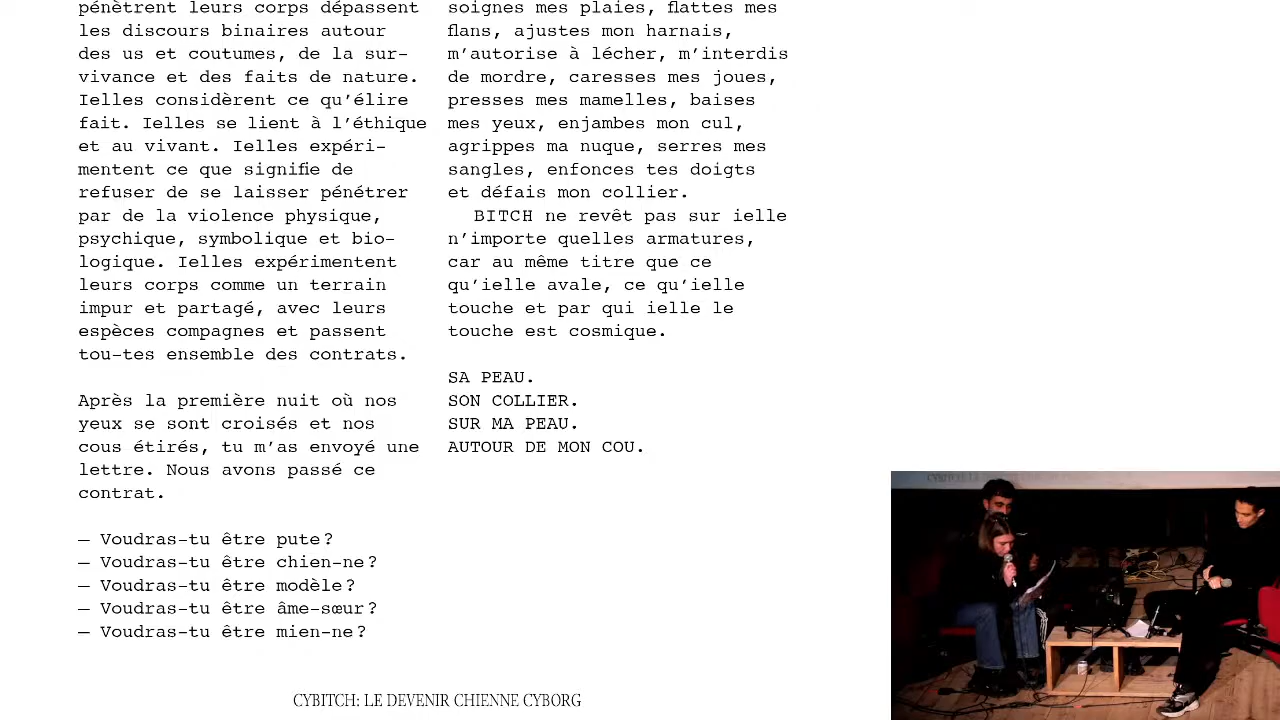 pénètrent leurs corps dépassent
les discours binaires autour
des us et coutumes, de la sur-
vivance et des faits de nature.
Ielles considèrent ce qu’élire
fait. Ielles se lient à l’éthique
et au vivant. Ielles expéri-
mentent ce que signifie de
refuser de se laisser pénétrer
par de la violence physique,
psychique, symbolique et bio-
logique. Ielles expérimentent
leurs corps comme un terrain
impur et partagé, avec leurs
espèces compagnes et passent
tou-tes ensemble des contrats.
Après la première nuit où nos
yeux se sont croisés et nos
cous étirés, tu m’as envoyé une
lettre. Nous avons passé ce
contrat.
— Voudras-tu être pute ?
— Voudras-tu être chien-ne ?
— Voudras-tu être modèle ?
— Voudras-tu être âme-sœur ?
— Voudras-tu être mien-ne ?
soignes mes plaies, flattes mes
flans, ajustes mon harnais,
m’autorise à lécher, m’interdis
de mordre, caresses mes joues,
presses mes mamelles, baises
mes yeux, enjambes mon cul,
agrippes ma nuque, serres mes
sangles, enfonces tes doigts
et défais mon collier.
BITCH ne revêt pas sur ielle
n’importe quelles armatures,
car au même titre que ce
qu’ielle avale, ce qu’ielle
touche et par qui ielle le
touche est cosmique.
SA PEAU.
SON COLLIER.
SUR MA PEAU.
AUTOUR DE MON COU.
CYBITCH: LE DEVENIR CHIENNE CYBORG